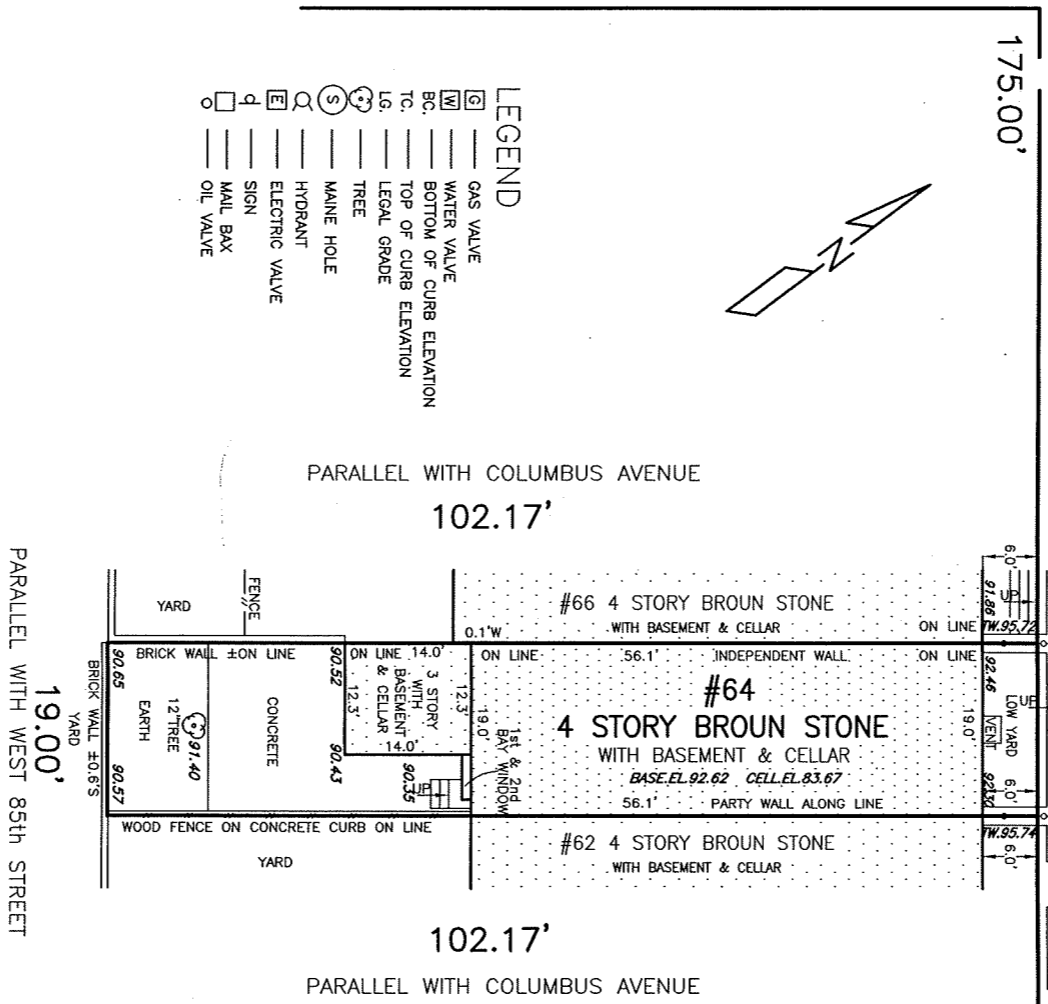 175.00'
LEGEND
G GAS VALVE
W WATER VALVE
BC. BOTTOM OF CURB ELEVATION
TC. TOP OF CURB ELEVATION
LG. LEGAL GRADE
TREE
S MAINE HOLE
HYDRANT
E ELECTRIC VALVE
SIGN
MAIL BAX
OIL VALVE
N
PARALLEL WITH COLUMBUS AVENUE
102.17'
#66 4 STORY BROUN STONE
WITH BASEMENT & CELLAR
ON LINE
0.1'W
6.0'
91.86
UP
TW.95.72
YARD
FENCE
BRICK WALL ±ON LINE
90.65
90.52
EARTH
12"TREE
91.40
CONCRETE
90.57
90.43
ON LINE 14.0'
3 STORY
WITH
BASEMENT
& CELLAR
12.3'
12.3'
14.0'
90.35
UP
1st & 2nd
BAY WINDOW
ON LINE
56.1'
INDEPENDENT WALL
ON LINE
19.0'
#64
4 STORY BROUN STONE
WITH BASEMENT & CELLAR
BASE.EL.92.62 CELL.EL.83.67
56.1'
PARTY WALL ALONG LINE
19.0'
92.46
LOW YARD
UP
VENT
6.0'
92.30
TW.95.74
6.0'
WOOD FENCE ON CONCRETE CURB ON LINE
YARD
#62 4 STORY BROUN STONE
WITH BASEMENT & CELLAR
BRICK WALL ±0.6'S
YARD
19.00'
PARALLEL WITH WEST 85th STREET
102.17'
PARALLEL WITH COLUMBUS AVENUE